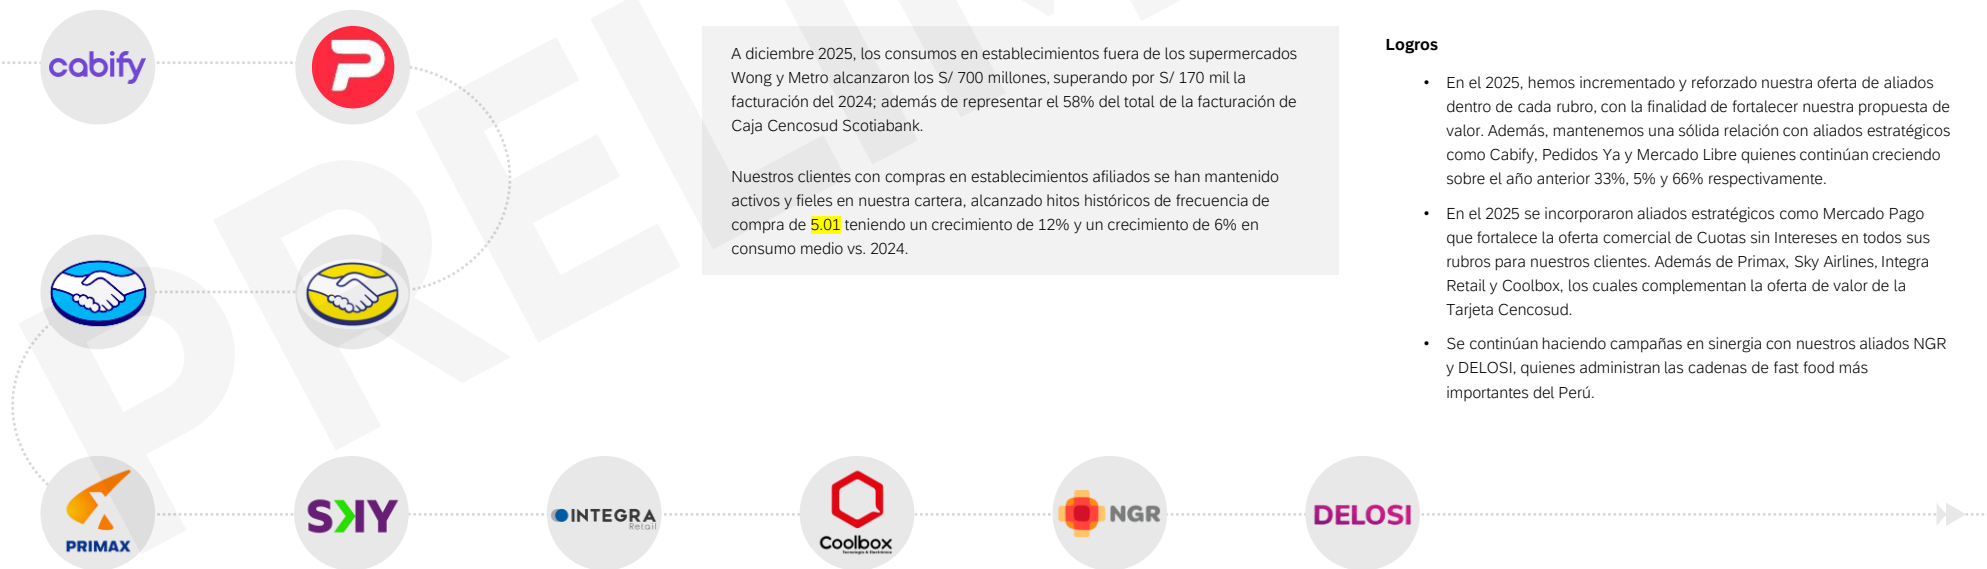 cabify
A diciembre 2025, los consumos en establecimientos fuera de los supermercados
Wong y Metro alcanzaron los S/ 700 millones, superando por S/ 170 mil la
facturación del 2024; además de representar el 58% del total de la facturación de
Caja Cencosud Scotiabank.
Nuestros clientes con compras en establecimientos afiliados se han mantenido
activos y fieles en nuestra cartera, alcanzado hitos históricos de frecuencia de
compra de 5.01 teniendo un crecimiento de 12% y un crecimiento de 6% en
consumo medio vs. 2024.
Logros
• En el 2025, hemos incrementado y reforzado nuestra oferta de aliados
dentro de cada rubro, con la finalidad de fortalecer nuestra propuesta de
valor. Además, mantenemos una sólida relación con aliados estratégicos
como Cabify, Pedidos Ya y Mercado Libre quienes continúan creciendo
sobre el año anterior 33%, 5% y 66% respectivamente.
• En el 2025 se incorporaron aliados estratégicos como Mercado Pago
que fortalece la oferta comercial de Cuotas sin Intereses en todos sus
rubros para nuestros clientes. Además de Primax, Sky Airlines, Integra
Retail y Coolbox, los cuales complementan la oferta de valor de la
Tarjeta Cencosud.
• Se continúan haciendo campañas en sinergia con nuestros aliados NGR
y DELOSI, quienes administran las cadenas de fast food más
importantes del Perú.
PRIMAX
SKY
INTEGRA
Retail
Coolbox
Tecnología & Electrónica
NGR
DELOSI
PRELI